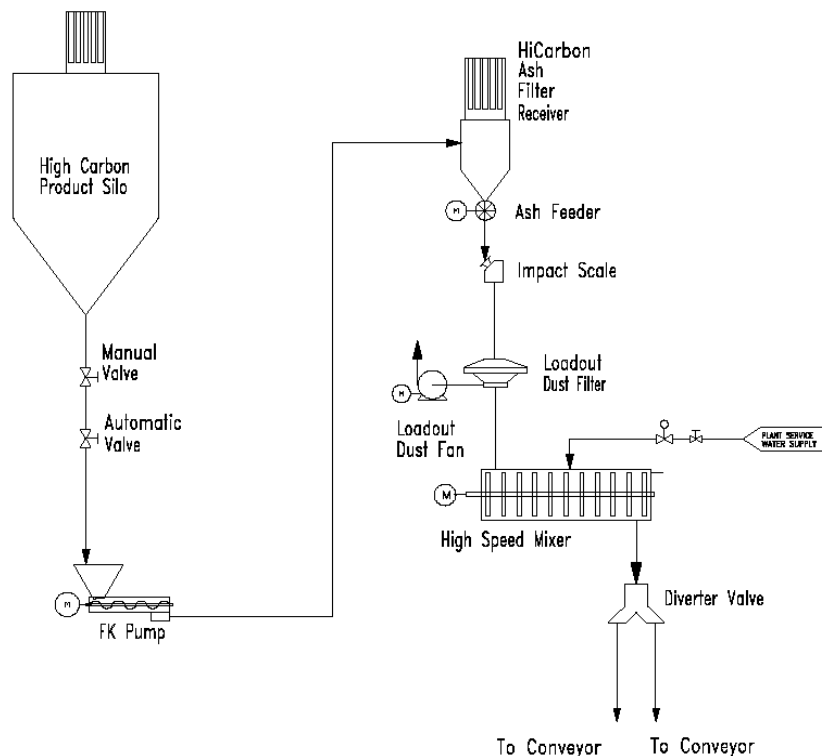 High Carbon
Product Silo
Manual
Valve
Automatic
Valve
M
FK Pump
HiCarbon
Ash
Filter
Receiver
M
Ash Feeder
Impact Scale
Loadout
Dust Filter
M
Loadout
Dust Fan
PLANT SERVICE
WATER SUPPLY
M
High Speed Mixer
Diverter Valve
To Conveyor
To Conveyor